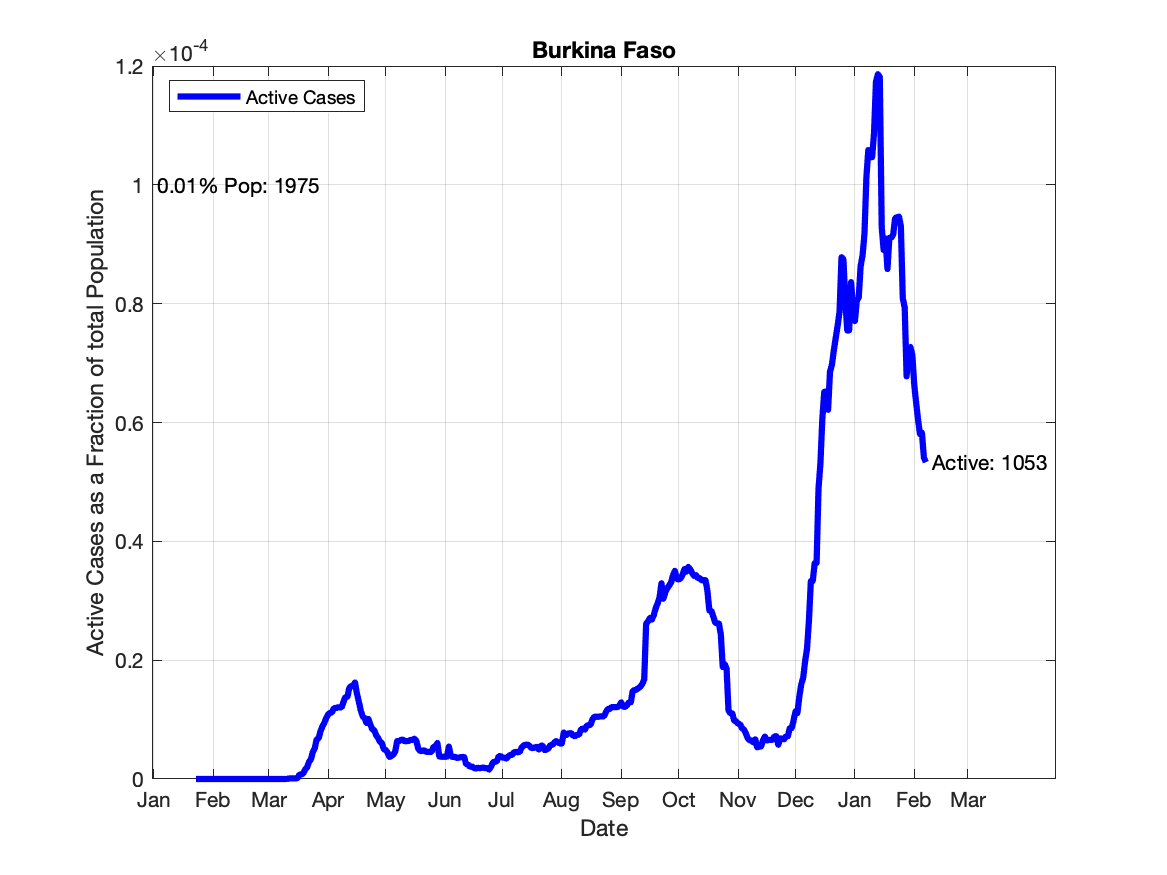 Burkina Faso
×10⁻⁴
Active Cases
1.2
1
0.8
0.6
0.4
0.2
0
0.01% Pop: 1975
Active: 1053
Active Cases as a Fraction of total Population
Jan Feb Mar Apr May Jun Jul Aug Sep Oct Nov Dec Jan Feb Mar
Date